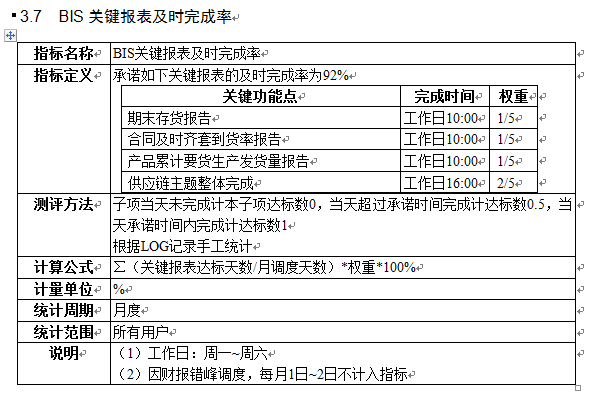 3.7 BIS 关键报表及时完成率
指标名称 BIS关键报表及时完成率
指标定义 承诺如下关键报表的及时完成率为92%
关键功能点 完成时间 权重
期末存货报告 工作日10:00 1/5
合同及时齐套到货率报告 工作日10:00 1/5
产品累计要货生产发货量报告 工作日10:00 1/5
供应链主题整体完成 工作日16:00 2/5
测评方法 子项当天未完成计本子项达标数0，当天超过承诺时间完成计达标数0.5，当
天承诺时间内完成计达标数1
根据LOG记录手工统计
计算公式 Σ（关键报表达标天数/月调度天数）*权重*100%
计量单位 %
统计周期 月度
统计范围 所有用户
说明 （1）工作日：周一~周六
（2）因财报错峰调度，每月1日~2日不计入指标